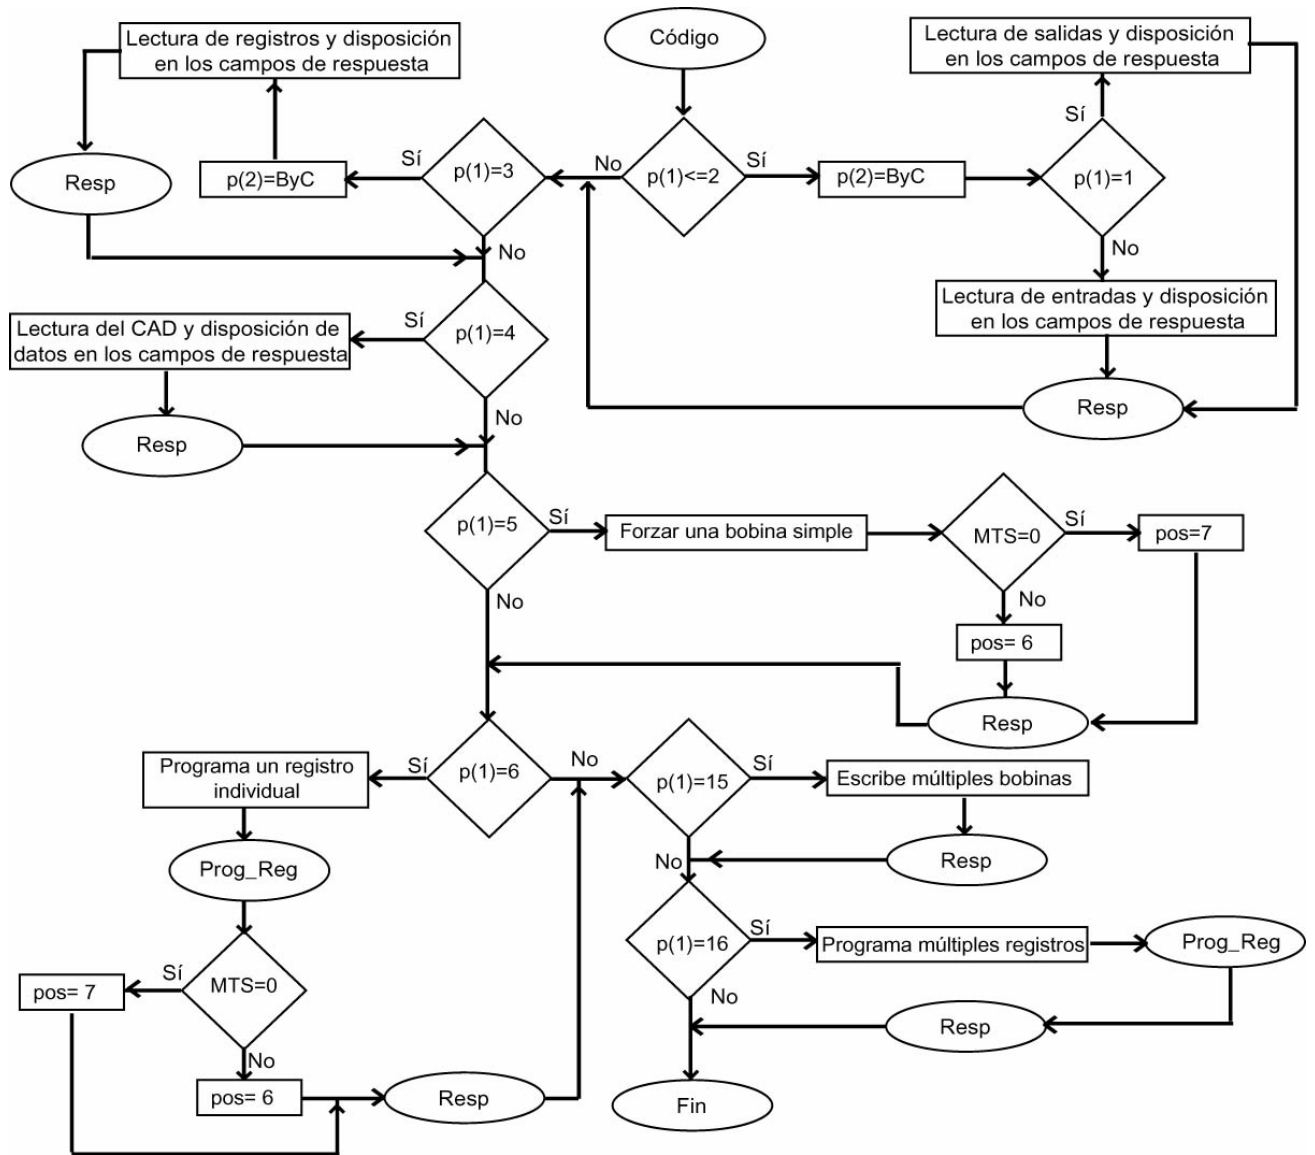 Código
p(1)<=2
Sí
p(2)=ByC
p(1)=1
Sí
Lectura de salidas y disposición
en los campos de respuesta
No
Lectura de entradas y disposición
en los campos de respuesta
Resp
No
p(1)=3
Sí
p(2)=ByC
Lectura de registros y disposición
en los campos de respuesta
Resp
No
p(1)=4
Sí
Lectura del CAD y disposición de
datos en los campos de respuesta
Resp
No
p(1)=5
Sí
Forzar una bobina simple
MTS=0
Sí
pos=7
No
pos= 6
Resp
No
p(1)=6
Sí
Programa un registro
individual
Prog_Reg
MTS=0
Sí
pos= 7
No
pos= 6
Resp
No
p(1)=15
Sí
Escribe múltiples bobinas
Resp
No
p(1)=16
Sí
Programa múltiples registros
Prog_Reg
Resp
No
Fin